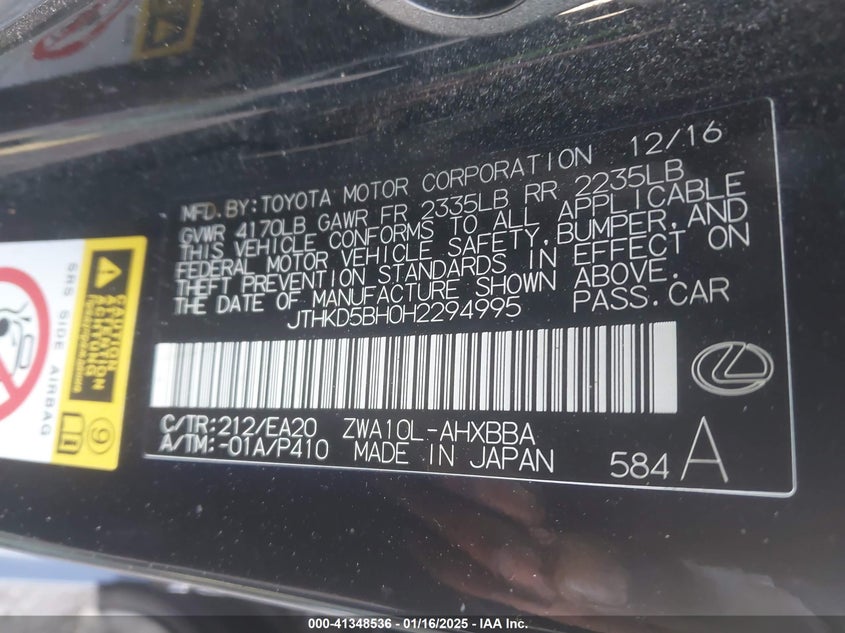 MFD.BY:TOYOTA MOTOR CORPORATION 12/16
GVWR 4170LB GAWR FR 2335LB RR 2235LB
THIS VEHICLE CONFORMS TO ALL APPLICABLE
FEDERAL MOTOR VEHICLE SAFETY,BUMPER,AND
THEFT PREVENTION STANDARDS IN EFFECT ON
THE DATE OF MANUFACTURE SHOWN ABOVE.
JTHKD5BH0H2294995 PASS.CAR
C/TR:212/EA20 ZWA10L-AHXBBA
A/TM:-01A/P410 MADE IN JAPAN 584 A
SRS SIDE AIRBAG
CAUTION
ATTENTION
9
000-41348536 - 01/16/2025 - IAA Inc.